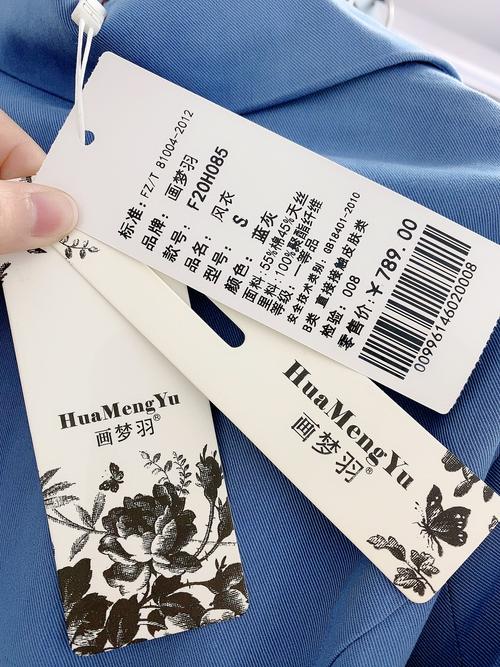 标准: FZ/T 81004-2012
品牌: 画梦羽
款号: F20H085
品名: 风衣
型号: S
颜色: 蓝灰
面料: 55%棉45%天丝
里料: 100%聚酯纤维
等级: 一等品
安全技术类别 GB18401-2010
B类 直接接触皮肤类
检验: 008
零售价: ¥789.00
00996146020008
HuaMengYu
画梦羽®
HuaMengYu
画梦羽®